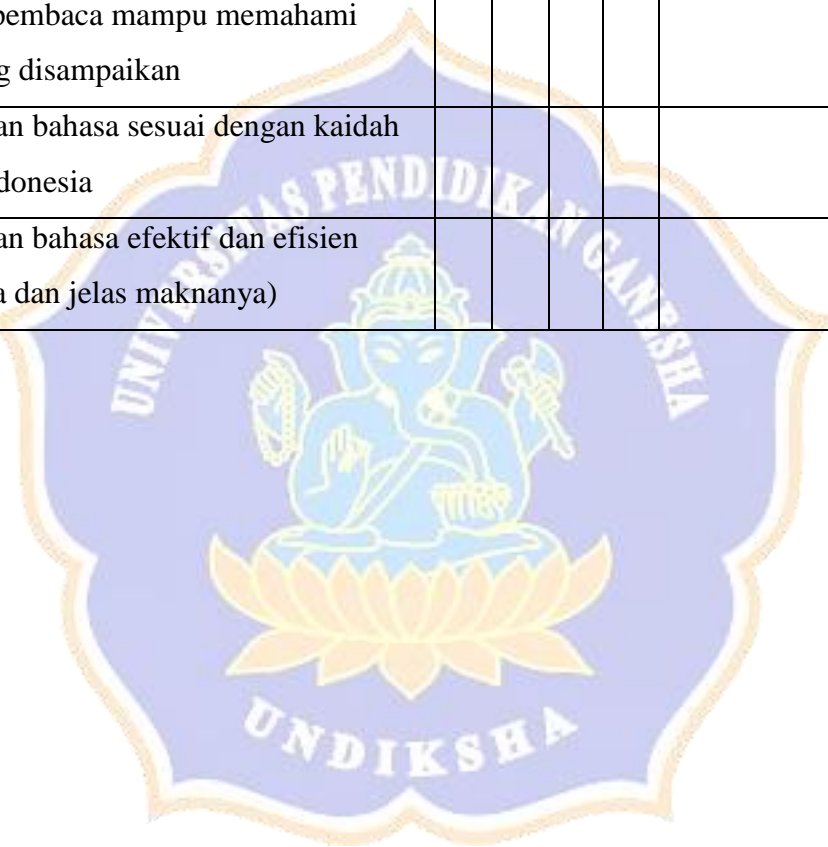 pembaca mampu memahami
g disampaikan
an bahasa sesuai dengan kaidah
donesia
an bahasa efektif dan efisien
a dan jelas maknanya)
UNIVERSITAS PENDIDIKAN GANESHA
UNDIKSHA